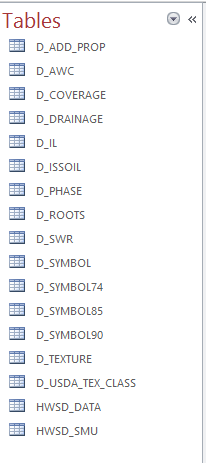 Tables
D_ADD_PROP
D_AWC
D_COVERAGE
D_DRAINAGE
D_IL
D_ISSOIL
D_PHASE
D_ROOTS
D_SWR
D_SYMBOL
D_SYMBOL74
D_SYMBOL85
D_SYMBOL90
D_TEXTURE
D_USDA_TEX_CLASS
HWSD_DATA
HWSD_SMU